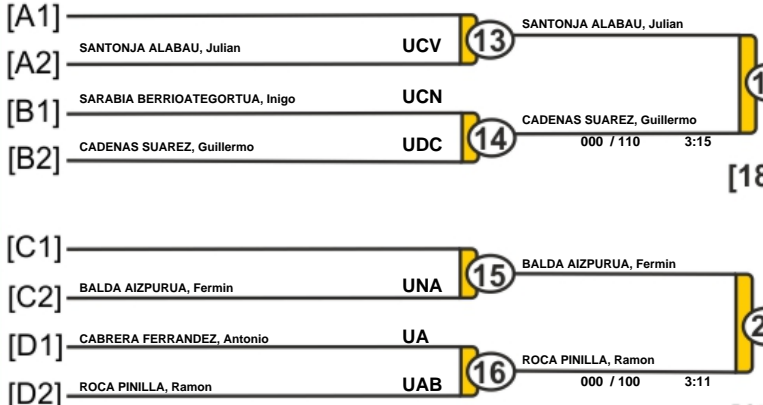 [A1]
[A2] SANTONJA ALABAU, Julian UCV
13
SANTONJA ALABAU, Julian
[B1] SARABIA BERRIOATEGORTUA, Inigo UCN
[B2] CADENAS SUAREZ, Guillermo UDC
14
CADENAS SUAREZ, Guillermo
000 / 110 3:15
[C1]
[C2] BALDA AIZPURUA, Fermin UNA
15
BALDA AIZPURUA, Fermin
[D1] CABRERA FERRANDEZ, Antonio UA
[D2] ROCA PINILLA, Ramon UAB
16
ROCA PINILLA, Ramon
000 / 100 3:11